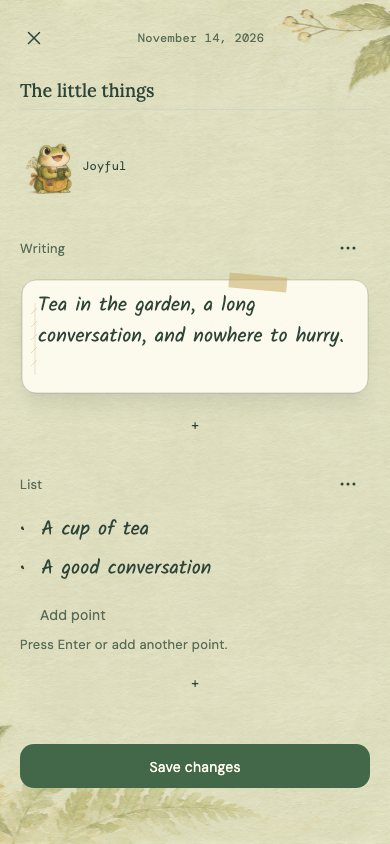 November 14, 2026
The little things
Joyful
Writing
Tea in the garden, a long
conversation, and nowhere to hurry.
+
List
• A cup of tea
• A good conversation
Add point
Press Enter or add another point.
+
Save changes